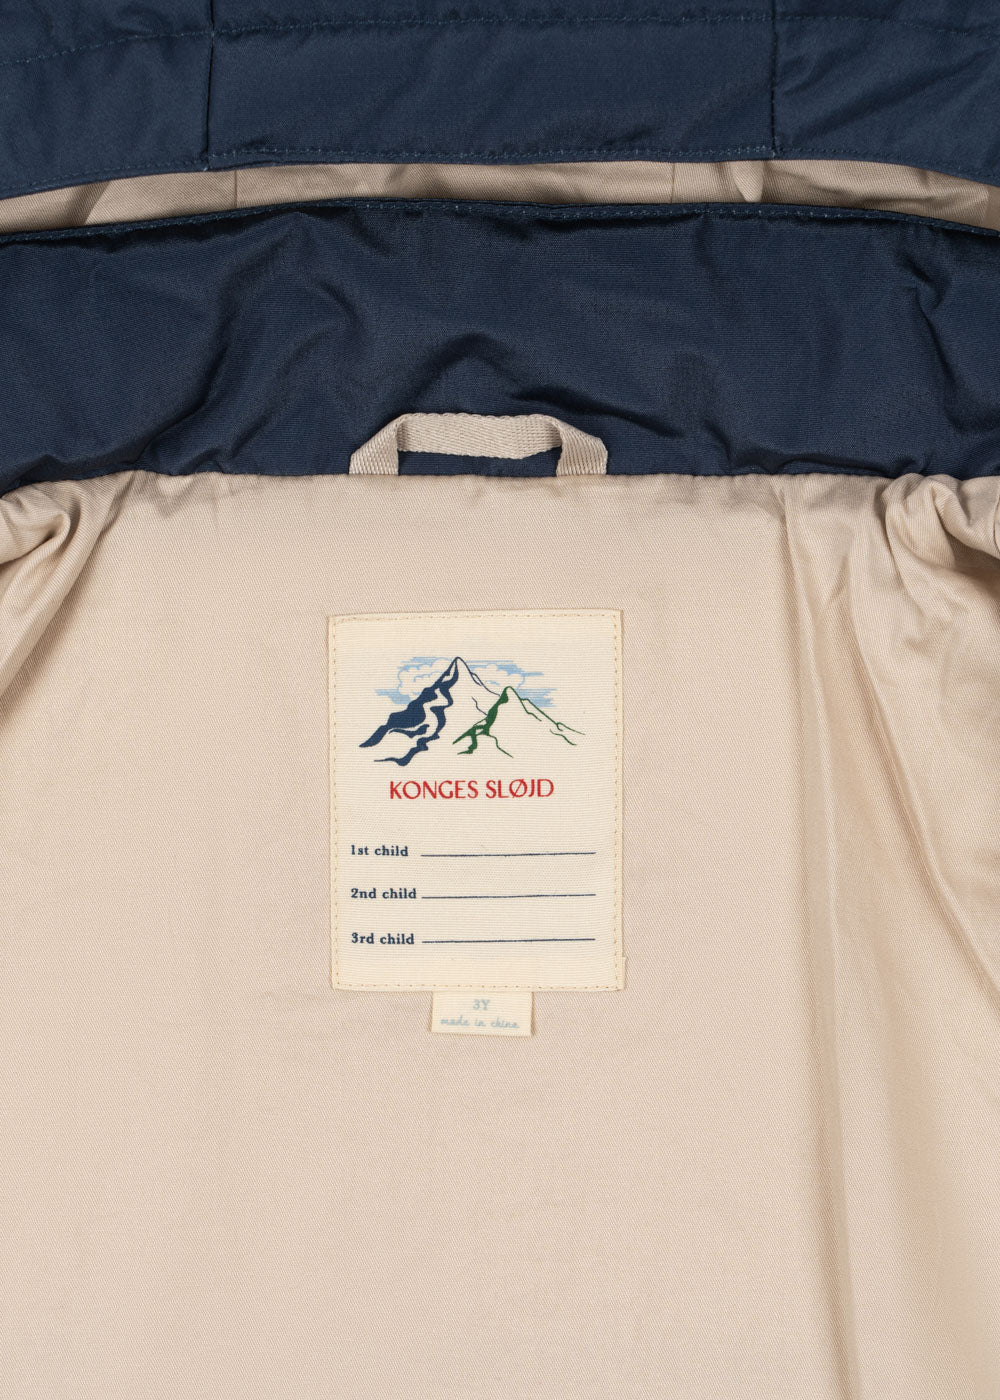 KONGES SLØJD
1st child
2nd child
3rd child
3Y
made in china